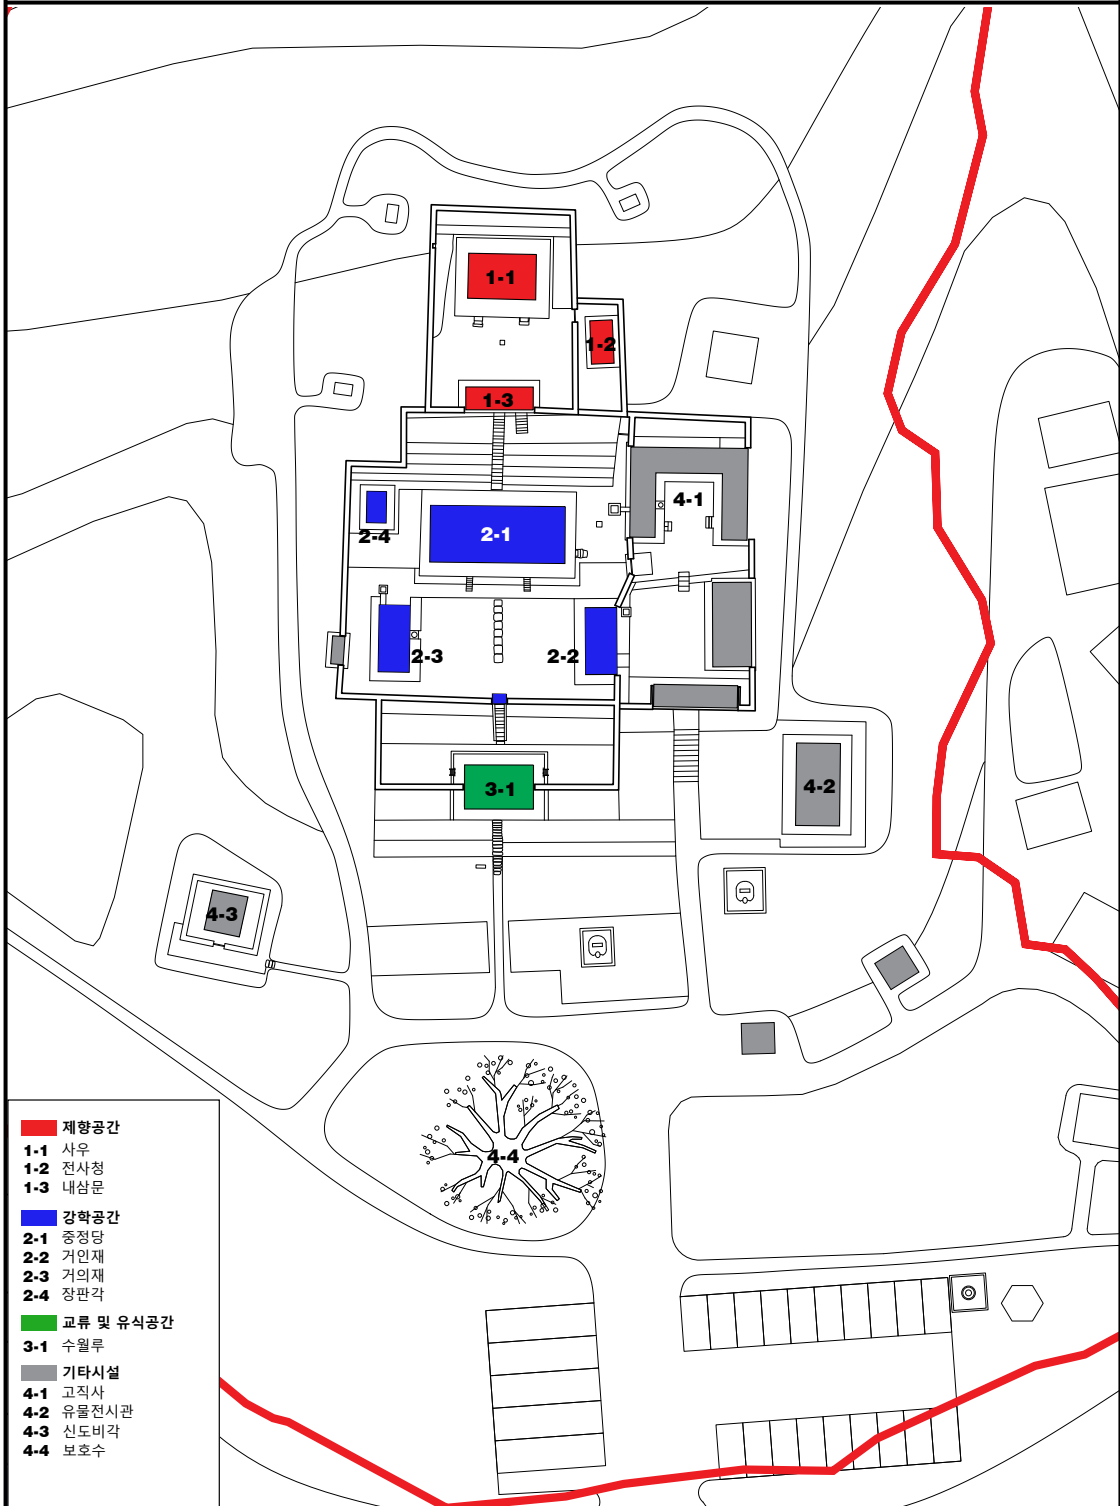 1-1
1-2
1-3
4-1
2-1
2-4
2-3
2-2
3-1
4-2
4-3
4-4
제향공간
1-1 사우
1-2 전사청
1-3 내삼문
강학공간
2-1 중정당
2-2 거인재
2-3 거의재
2-4 장판각
교류 및 유식공간
3-1 수월루
기타시설
4-1 고직사
4-2 유물전시관
4-3 신도비각
4-4 보호수